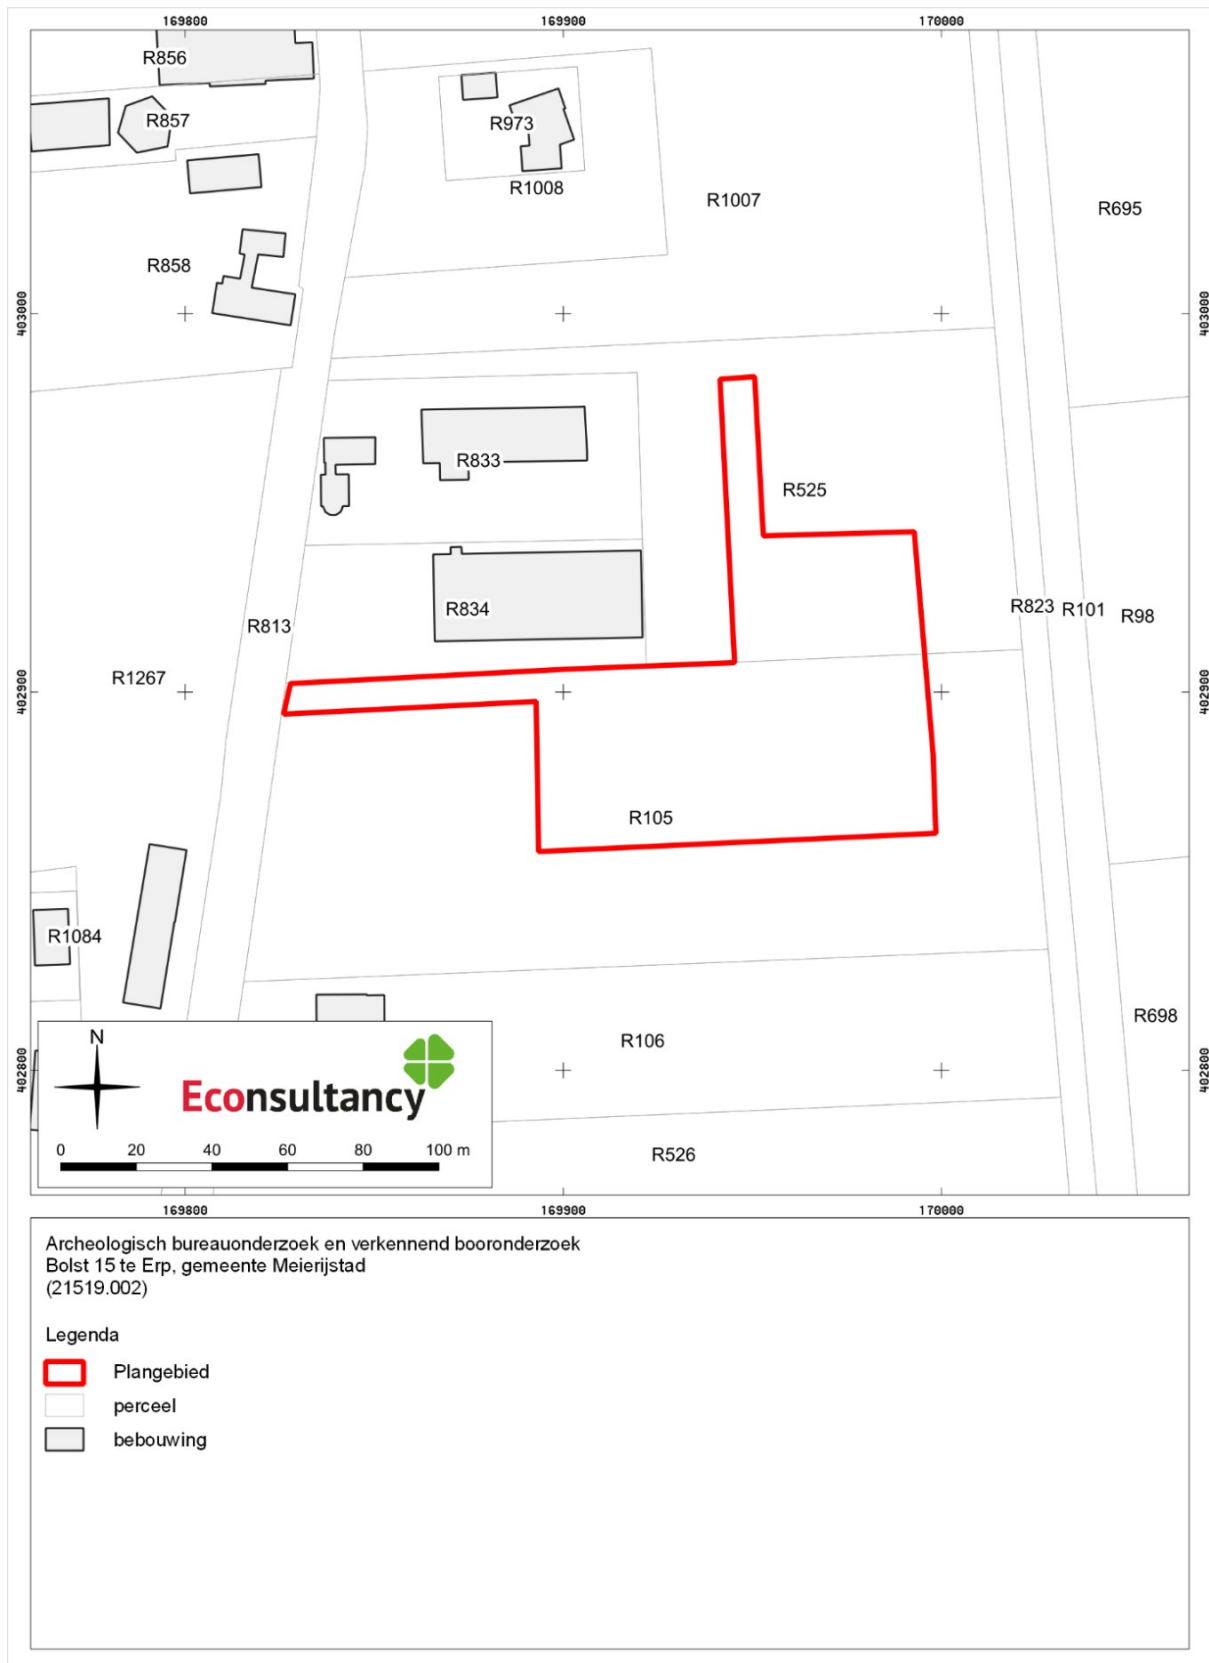 169800 169900 170000
R856
R857
R973
R1008
R1007
R695
R858
403000 403000
R833
R525
R834
R813
R823 R101 R98
R1267
402900 402900
R105
R1084
R698
R106
402800 402800
N
Econsultancy
R526
0 20 40 60 80 100 m
169800 169900 170000
Archeologisch bureauonderzoek en verkennend booronderzoek
Bolst 15 te Erp, gemeente Meierijstad
(21519.002)
Legenda
Plangebied
perceel
bebouwing